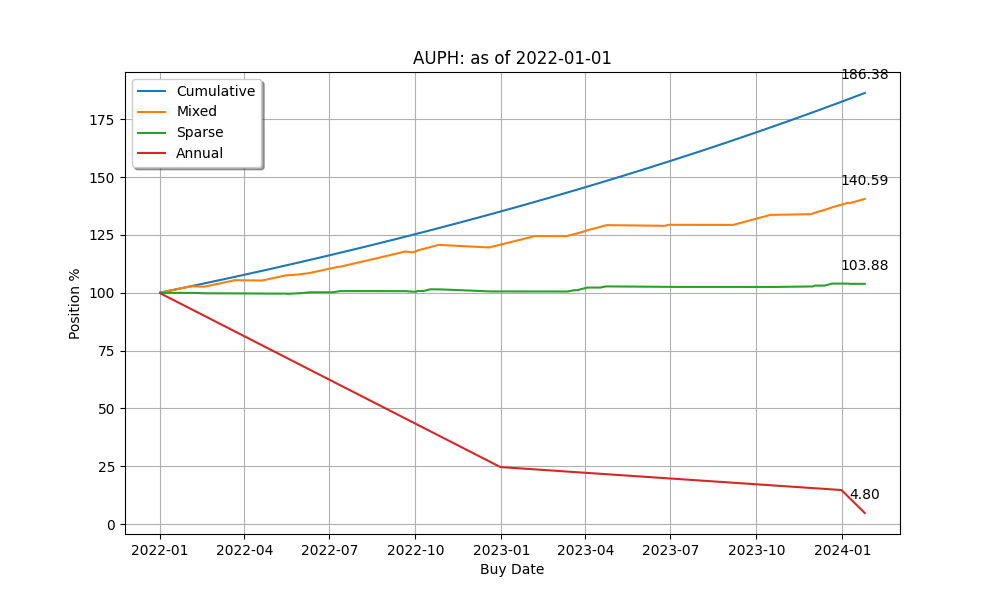 AUPH: as of 2022-01-01
186.38
Cumulative
Mixed
Sparse
Annual
175
150
140.59
125
103.88
100
75
50
25
4.80
0
Position %
2022-01 2022-04 2022-07 2022-10 2023-01 2023-04 2023-07 2023-10 2024-01
Buy Date